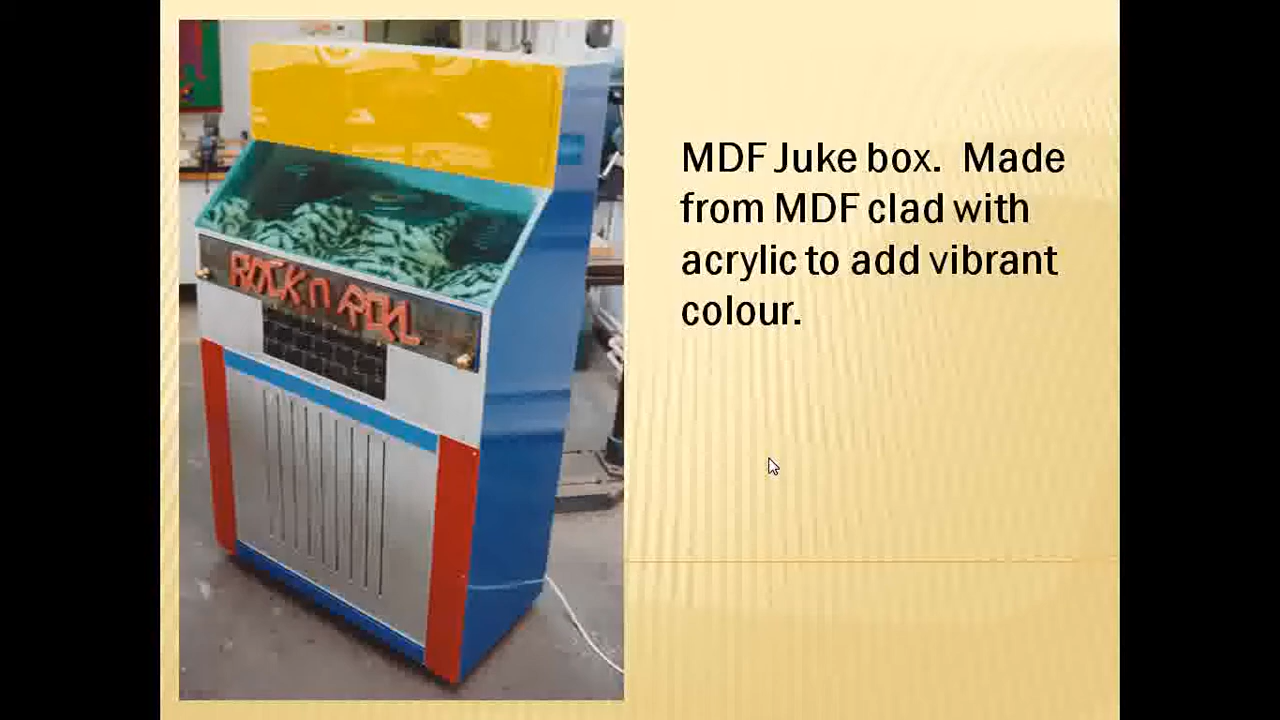 MDF Juke box.  Made
from MDF clad with
acrylic to add vibrant
colour.
ROCK n ROLL